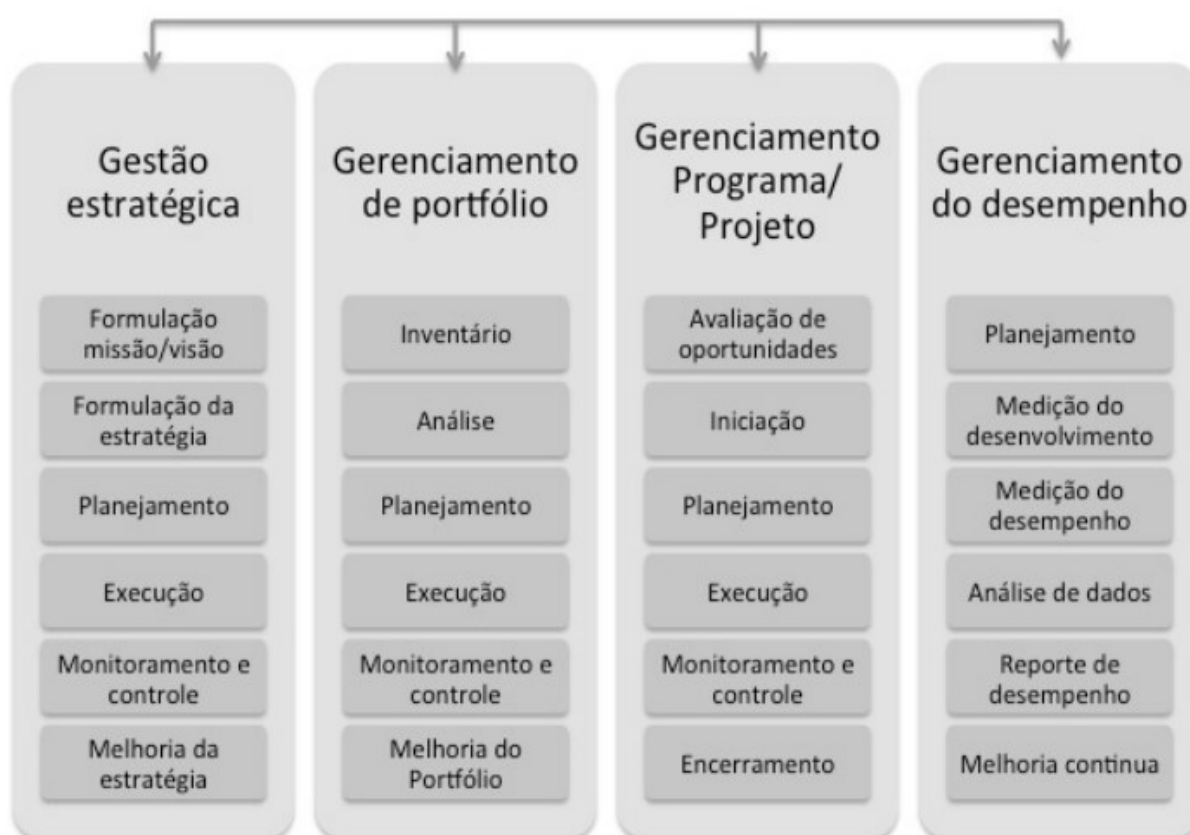 Gestão
estratégica
Formulação
missão/visão
Formulação da
estratégia
Planejamento
Execução
Monitoramento e
controle
Melhoria da
estratégia
Gerenciamento
de portfólio
Inventário
Análise
Planejamento
Execução
Monitoramento e
controle
Melhoria do
Portfólio
Gerenciamento
Programa/
Projeto
Avaliação de
oportunidades
Iniciação
Planejamento
Execução
Monitoramento e
controle
Encerramento
Gerenciamento
do desempenho
Planejamento
Medição do
desenvolvimento
Medição do
desempenho
Análise de dados
Reporte de
desempenho
Melhoria continua